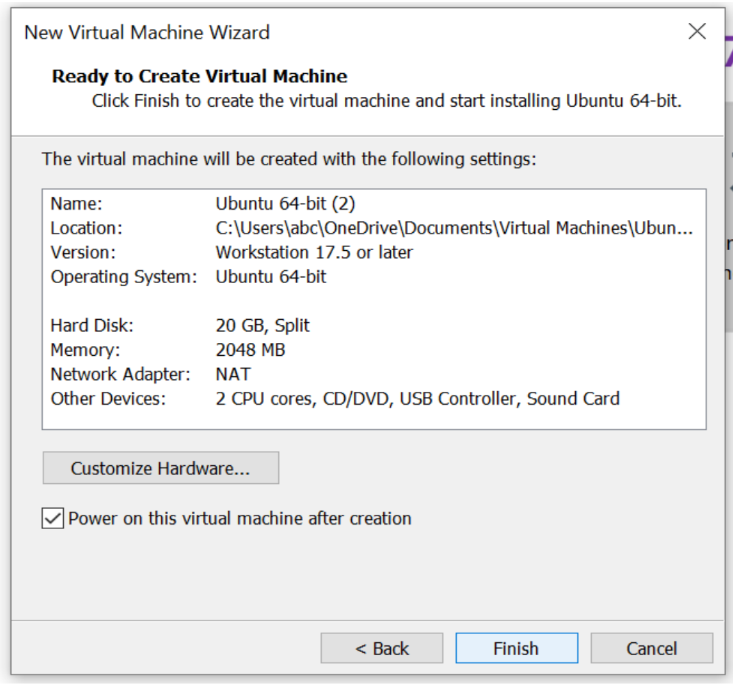 New Virtual Machine Wizard
Ready to Create Virtual Machine
Click Finish to create the virtual machine and start installing Ubuntu 64-bit.
The virtual machine will be created with the following settings:
Name: Ubuntu 64-bit (2)
Location: C:\Users\abc\OneDrive\Documents\Virtual Machines\Ubun...
Version: Workstation 17.5 or later
Operating System: Ubuntu 64-bit
Hard Disk: 20 GB, Split
Memory: 2048 MB
Network Adapter: NAT
Other Devices: 2 CPU cores, CD/DVD, USB Controller, Sound Card
Customize Hardware...
Power on this virtual machine after creation
< Back Finish Cancel